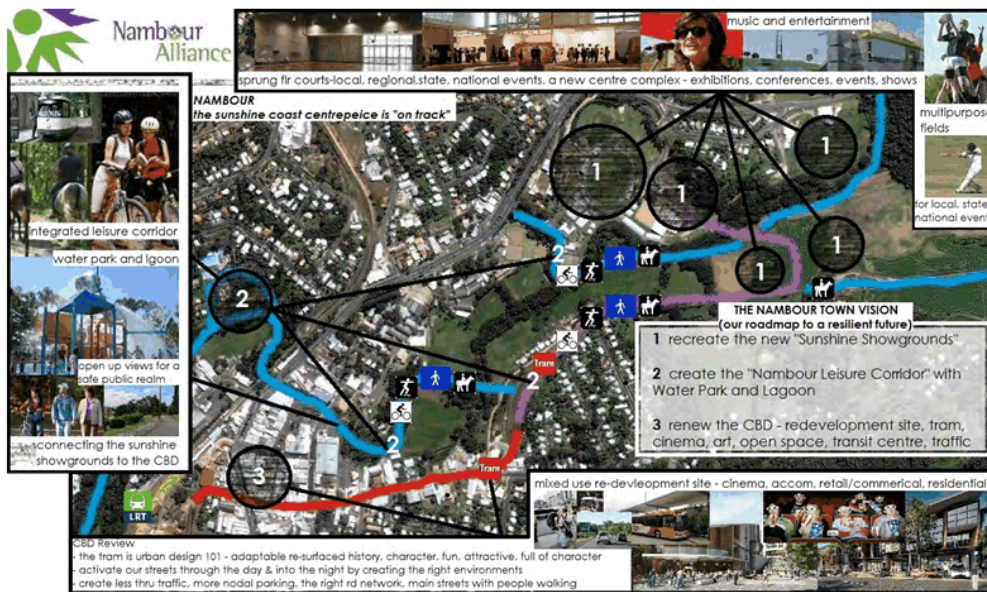 Nambour
Alliance
music and entertainment
sprung flr courts-local, regional,state, national events, a new centre complex - exhibitions, conferences, events, shows
NAMBOUR
the sunshine coast centrepeice is "on track"
multipurpose
fields
for local, state
national event
integrated leisure corridor
water park and lgoon
open up views for a
safe public realm
connecting the sunshine
showgrounds to the CBD
1
1
1
1
1
2
2
2
2
3
Tram
Tram
LRT
THE NAMBOUR TOWN VISION
(our roadmap to a resilient future)
1 recreate the new "Sunshine Showgrounds"
2 create the "Nambour Leisure Corridor" with
Water Park and Lagoon
3 renew the CBD - redevelopment site, tram,
cinema, art, open space, transit centre, traffic
mixed use re-devleopment site - cinema, accom, retail/commerical, residential
CBD Review
- the tram is urban design 101 - adaptable re-surfaced history, character, fun, attractive, full of character
- activate our streets through the day & into the night by creating the right environments
- create less thru traffic, more nodal parking, the right rd network, main streets with people walking